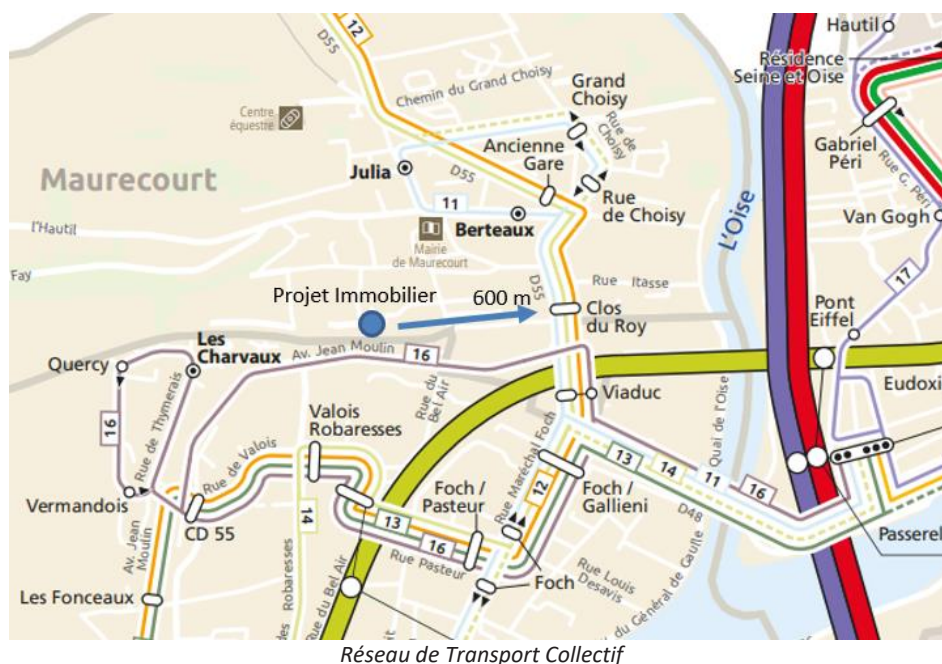 12
D55
Hautil
Résidence
Seine et Oise
Chemin du Grand Choisy
Grand
Choisy
Centre
équestre
Rue de
Choisy
Ancienne
Gare
Gabriel
Péri
Rue G. Péri
Maurecourt
Julia
D55
11
Rue
de Choisy
L'Oise
Berteaux
Van Gogh
l'Hautil
Mairie
de Maurecourt
17
Fay
D55
Rue Itasse
Projet Immobilier
600 m
Clos
du Roy
Pont
Eiffel
Les
Charvaux
Av. Jean Moulin
16
Quercy
Eudoxi
Rue du
Bel Air
Viaduc
Quai de l'Oise
16
Rue de Thymerais
Valois
Robaresses
Rue Maréchal Foch
Rue de Valois
13
14
11
16
Vermandois
Foch /
Pasteur
12
Foch /
Gallieni
D48
14
13
CD 55
16
Passerel
Av. Jean
Moulin
Rue Pasteur
Foch
Rue Louis
Desavis
Les Fonceaux
des Robaresses
Rue du Bel Air
du Général de Gaulle
Réseau de Transport Collectif